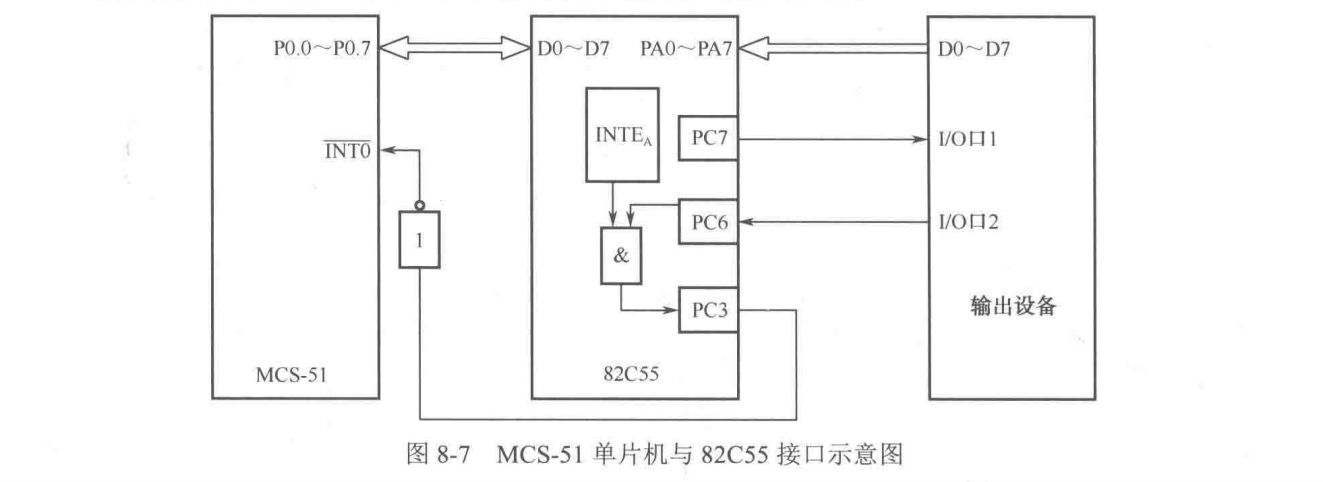 P0.0～P0.7
D0～D7
PA0～PA7
D0～D7
INTE_A
PC7
I/O口1
INT0
PC6
I/O口2
1
&
PC3
输出设备
MCS-51
82C55
图 8-7 MCS-51 单片机与 82C55 接口示意图